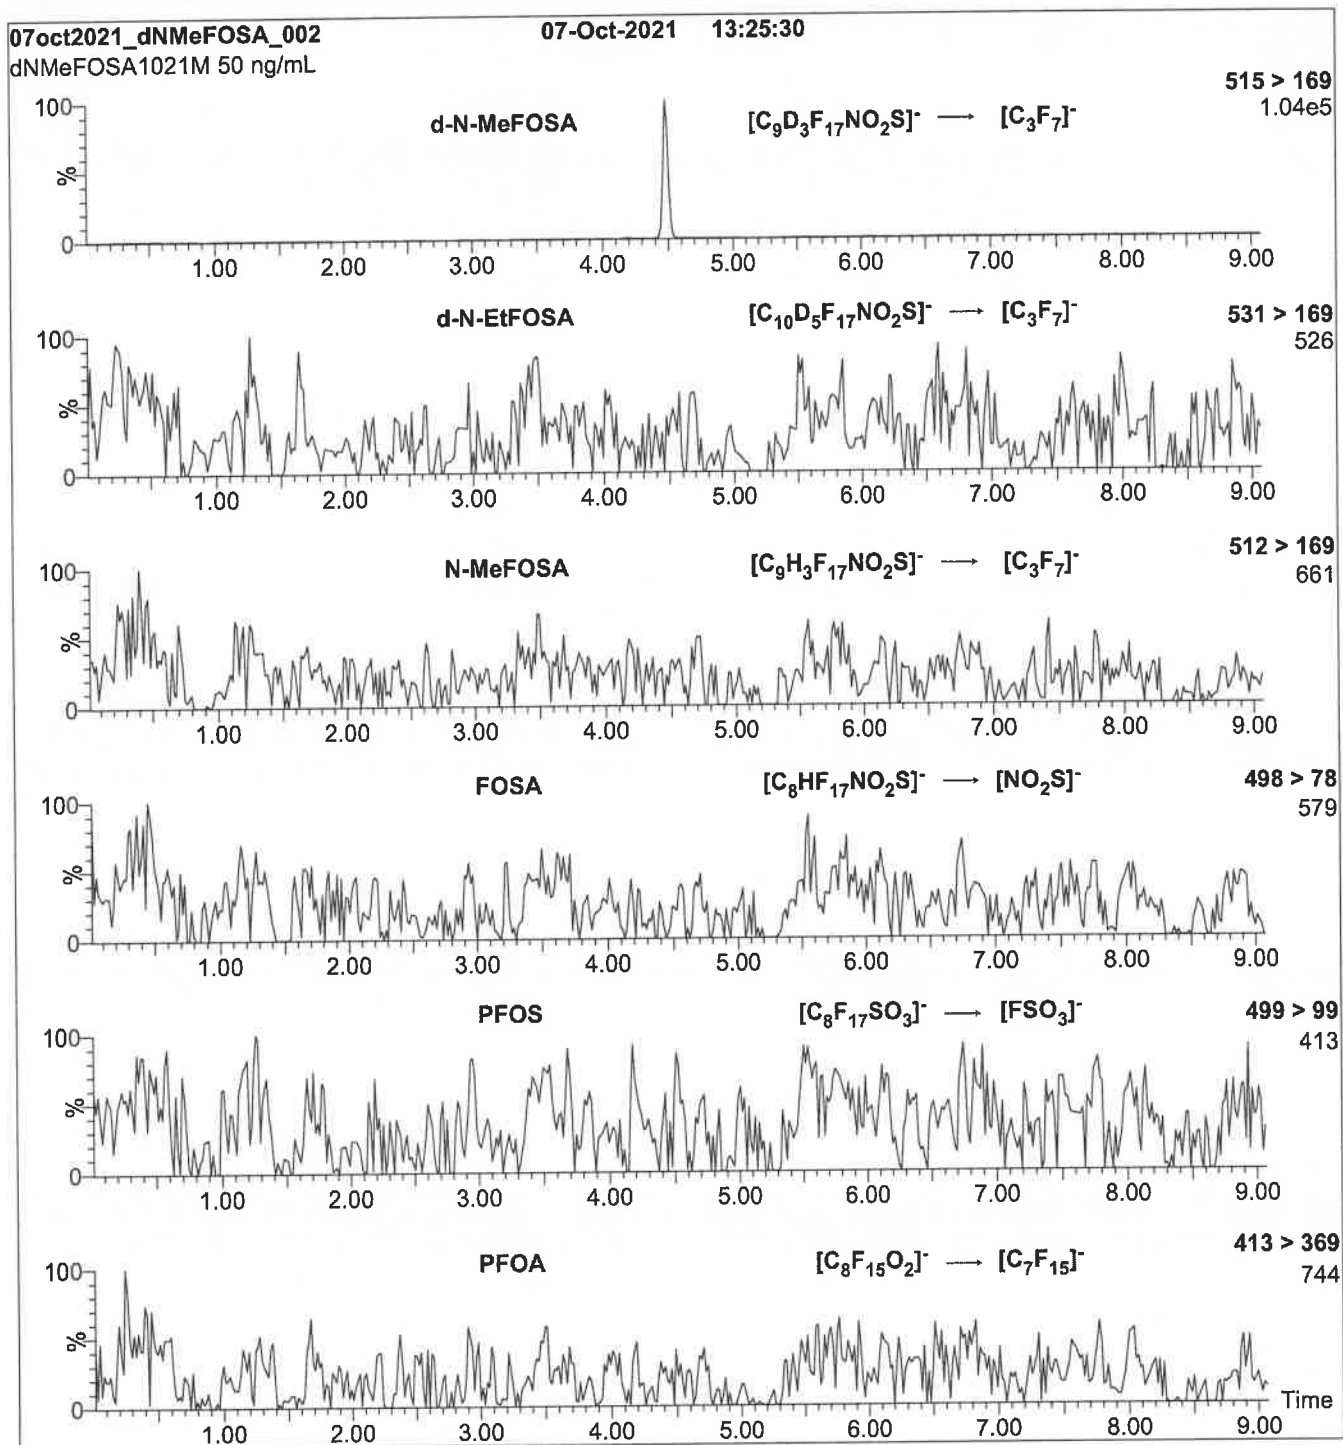 07oct2021_dNMeFOSA_002 07-Oct-2021 13:25:30
dNMeFOSA1021M 50 ng/mL
515 > 169
1.04e5
d-N-MeFOSA [C₉D₃F₁₇NO₂S]⁻ → [C₃F₇]⁻
100
%
0
1.00 2.00 3.00 4.00 5.00 6.00 7.00 8.00 9.00
d-N-EtFOSA [C₁₀D₅F₁₇NO₂S]⁻ → [C₃F₇]⁻ 531 > 169
526
100
%
0
1.00 2.00 3.00 4.00 5.00 6.00 7.00 8.00 9.00
N-MeFOSA [C₉H₃F₁₇NO₂S]⁻ → [C₃F₇]⁻ 512 > 169
661
100
%
0
1.00 2.00 3.00 4.00 5.00 6.00 7.00 8.00 9.00
FOSA [C₈HF₁₇NO₂S]⁻ → [NO₂S]⁻ 498 > 78
579
100
%
0
1.00 2.00 3.00 4.00 5.00 6.00 7.00 8.00 9.00
PFOS [C₈F₁₇SO₃]⁻ → [FSO₃]⁻ 499 > 99
413
100
%
0
1.00 2.00 3.00 4.00 5.00 6.00 7.00 8.00 9.00
PFOA [C₈F₁₅O₂]⁻ → [C₇F₁₅]⁻ 413 > 369
744
100
%
0
Time
1.00 2.00 3.00 4.00 5.00 6.00 7.00 8.00 9.00